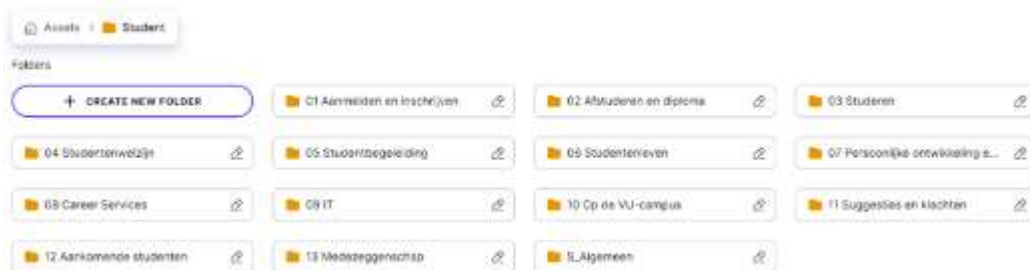 Assets Student
Folders
+ CREATE NEW FOLDER
01 Aanmelden en inschrijven
02 Afstuderen en diploma
03 Studeren
04 Studentenwelzijn
05 Studentbegeleiding
06 Studentenleven
07 Persoonlijke ontwikkeling e...
08 Career Services
09 IT
10 Op de VU-campus
11 Suggesties en klachten
12 Aankomende studenten
13 Medezeggenschap
S_Algemeen